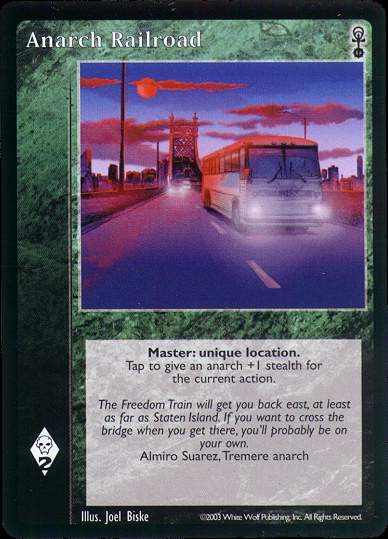 Anarch Railroad
Master: unique location.
Tap to give an anarch +1 stealth for
the current action.
The Freedom Train will get you back east, at least
as far as Staten Island. If you want to cross the
bridge when you get there, you'll probably be on
your own.
Almiro Suarez, Tremere anarch
2
Illus. Joel Biske
©2003 White Wolf Publishing, Inc. All Rights Reserved.